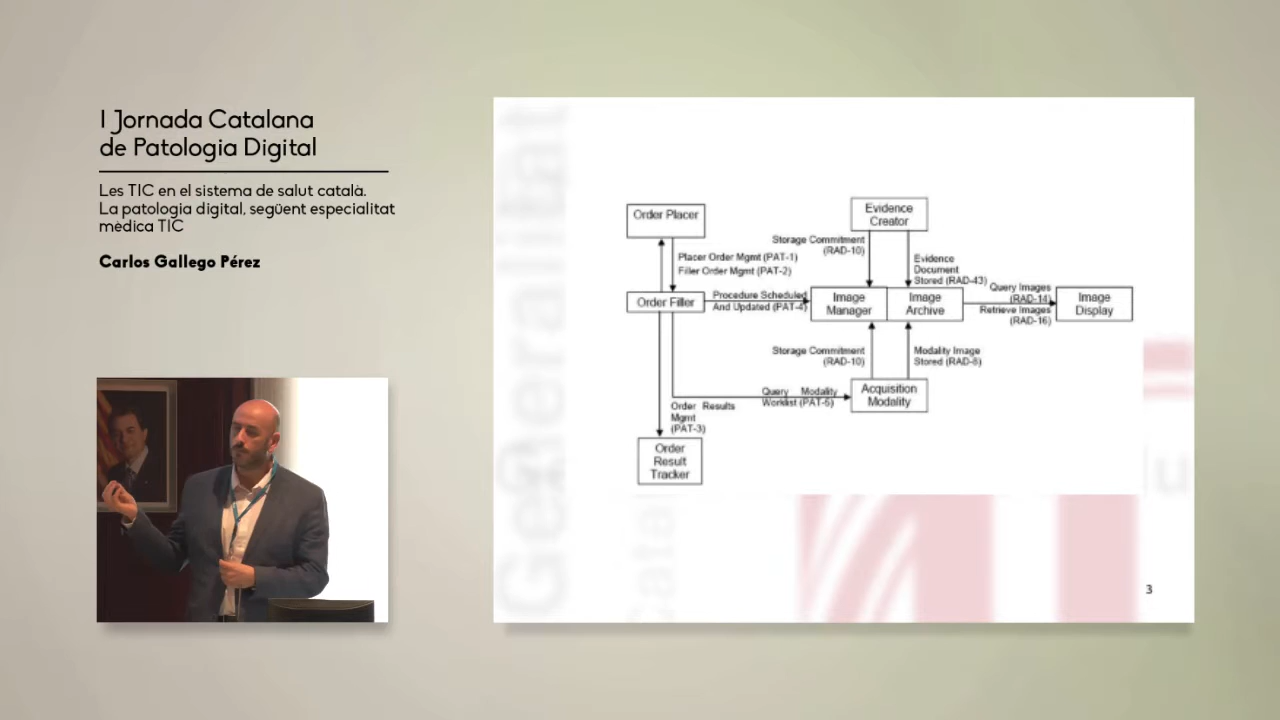 I Jornada Catalana
de Patologia Digital
Les TIC en el sistema de salut català.
La patologia digital, següent especialitat
mèdica TIC
Carlos Gallego Pérez
Generalitat
Order Placer
Evidence
Creator
Storage Commitment
(RAD-10)
Placer Order Mgmt (PAT-1)
Filler Order Mgmt (PAT-2)
Evidence
Document
Stored (RAD-43)
Order Filler
Procedure Scheduled
And Updated (PAT-4)
Image
Manager
Image
Archive
Query Images
(RAD-14)
Retrieve Images
(RAD-16)
Image
Display
Storage Commitment
(RAD-10)
Modality Image
Stored (RAD-8)
Query Modality
Worklist (PAT-5)
Acquisition
Modality
Order Results
Mgmt
(PAT-3)
Order
Result
Tracker
3